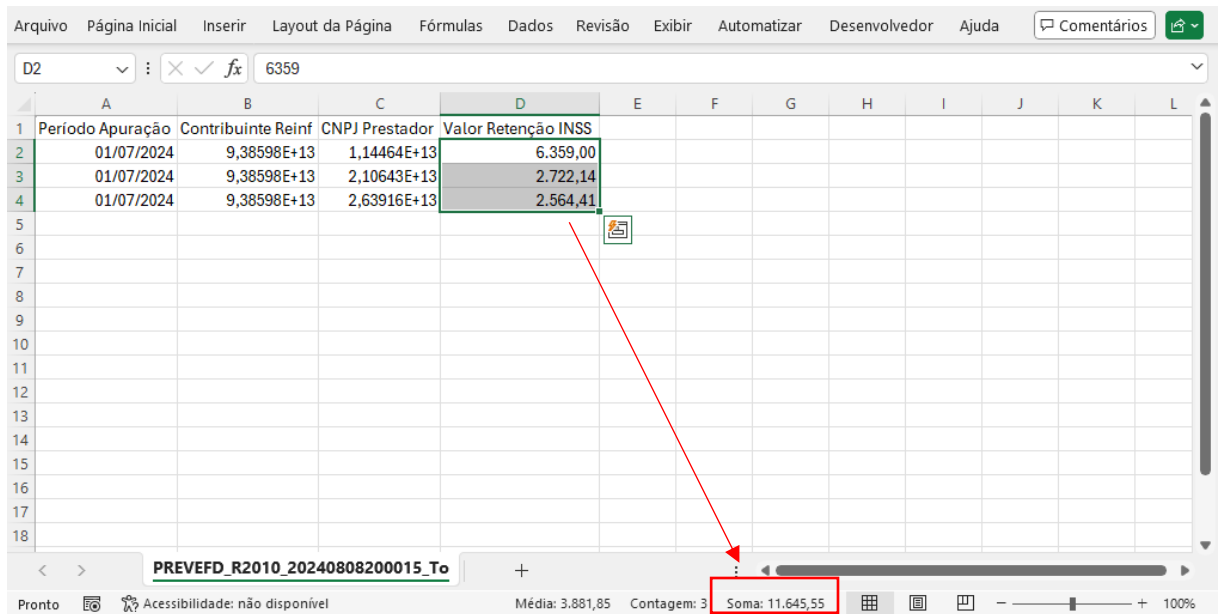 Arquivo Página Inicial Inserir Layout da Página Fórmulas Dados Revisão Exibir Automatizar Desenvolvedor Ajuda Comentários
D2 fx 6359
A B C D E F G H I J K L
1 Período Apuração Contribuinte Reinf CNPJ Prestador Valor Retenção INSS
2 01/07/2024 9,38598E+13 1,14464E+13 6.359,00
3 01/07/2024 9,38598E+13 2,10643E+13 2.722,14
4 01/07/2024 9,38598E+13 2,63916E+13 2.564,41
5
6
7
8
9
10
11
12
13
14
15
16
17
18
PREVEFD_R2010_20240808200015_To
Pronto Acessibilidade: não disponível Média: 3.881,85 Contagem: 3 Soma: 11.645,55 100%